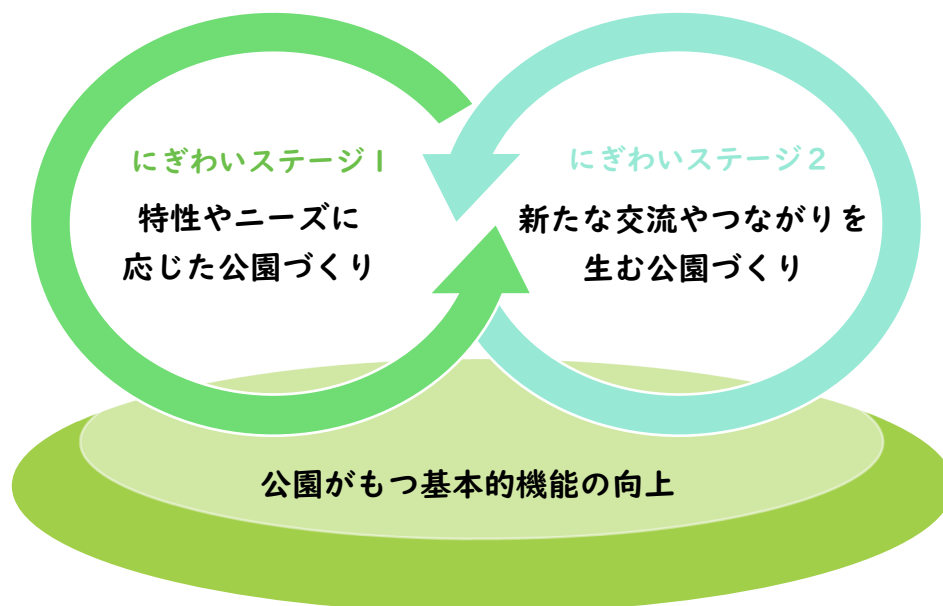 にぎわいステージ1
特性やニーズに
応じた公園づくり
にぎわいステージ2
新たな交流やつながりを
生む公園づくり
公園がもつ基本的機能の向上